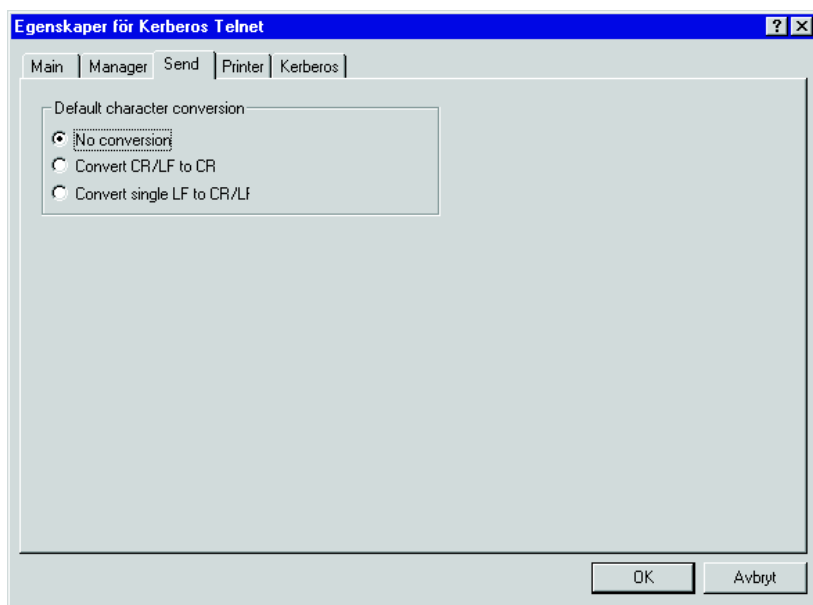 Egenskaper för Kerberos Telnet
Main Manager Send Printer Kerberos
Default character conversion
No conversion
Convert CR/LF to CR
Convert single LF to CR/LF
OK Avbryt